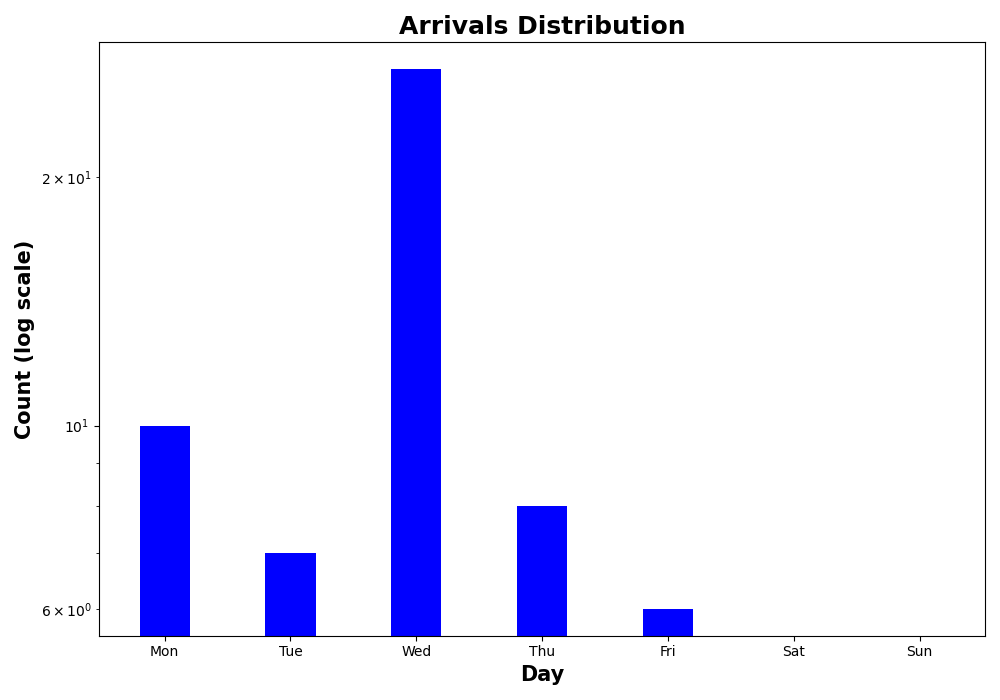 Arrivals Distribution
Count (log scale)
2 × 10¹
10¹
6 × 10⁰
Mon Tue Wed Thu Fri Sat Sun
Day